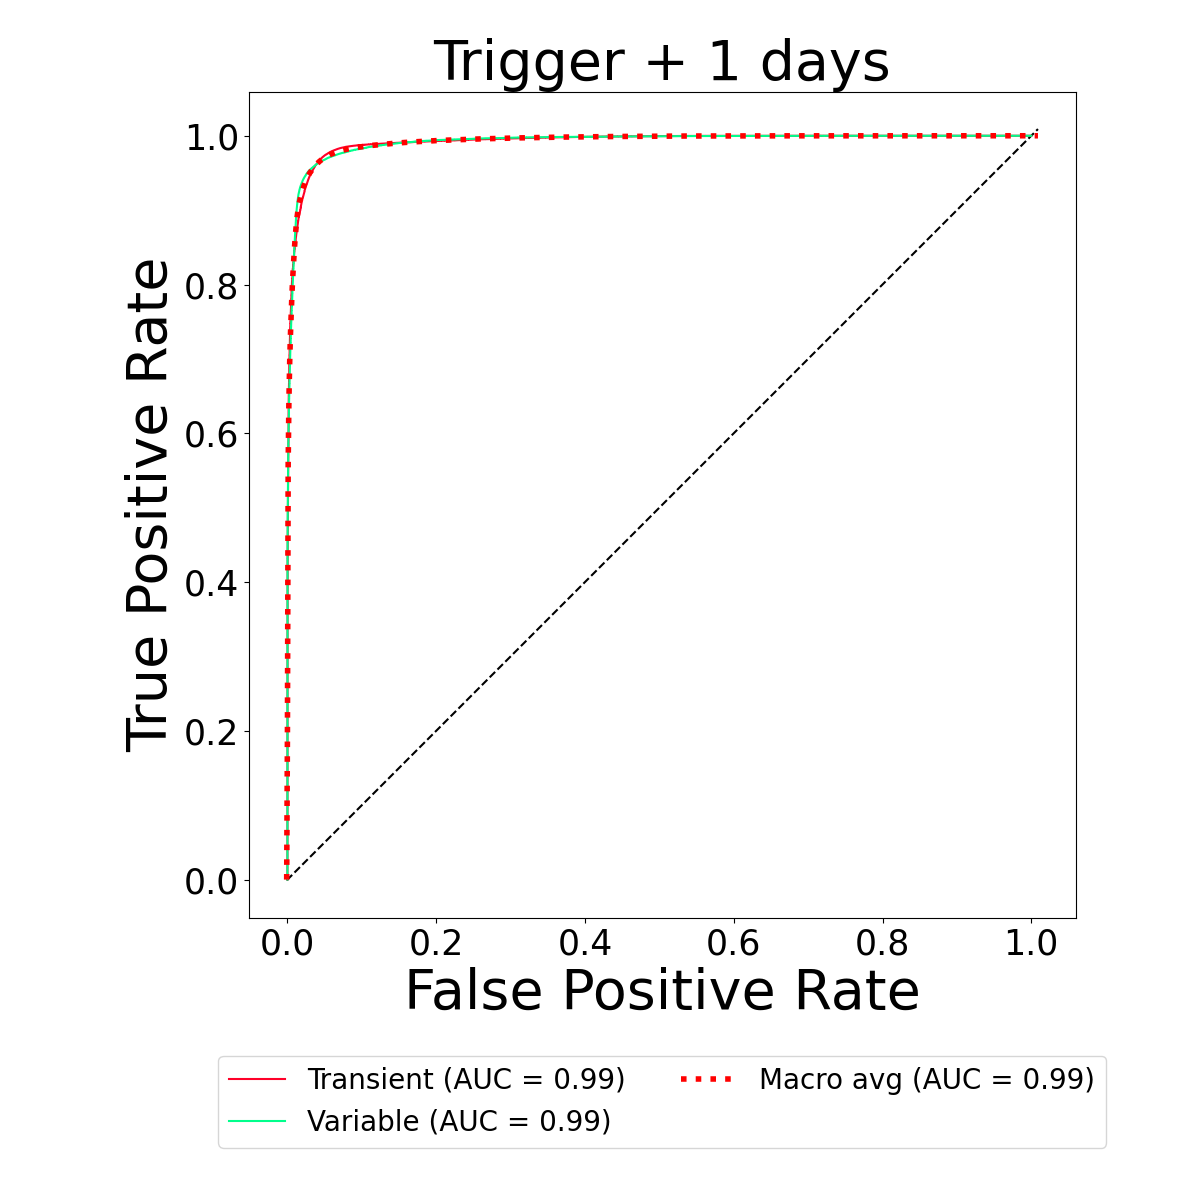 Trigger + 1 days
True Positive Rate
1.0
0.8
0.6
0.4
0.2
0.0
0.0 0.2 0.4 0.6 0.8 1.0
False Positive Rate
Transient (AUC = 0.99)
Variable (AUC = 0.99)
Macro avg (AUC = 0.99)